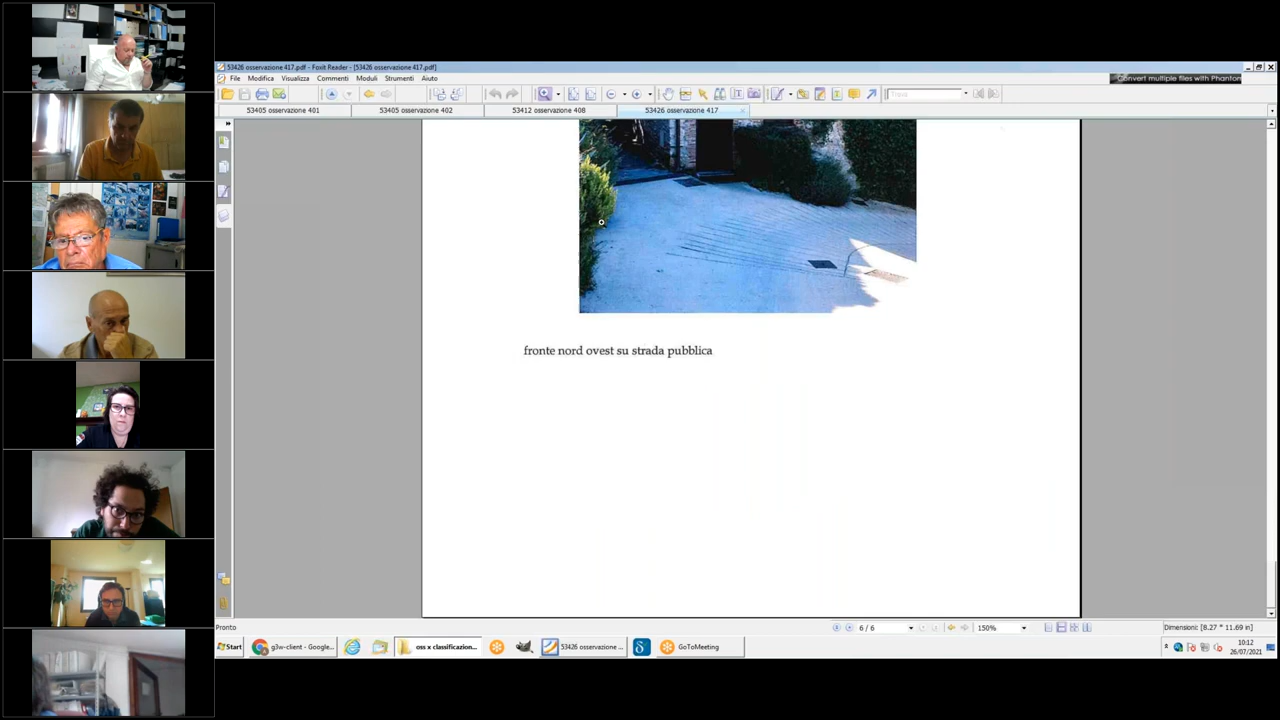 53426 osservazione 417.pdf - Foxit Reader - [53426 osservazione 417.pdf]
File Modifica Visualizza Commenti Moduli Strumenti Aiuto
Convert multiple files with Phantom
Trova
53405 osservazione 401 53405 osservazione 402 53412 osservazione 408 53426 osservazione 417
fronte nord ovest su strada pubblica
Pronto 6 / 6 150% Dimensioni: [8.27 * 11.69 in]
Start g3w-client - Google... oss x classificazion... 53426 osservazione ... GoToMeeting 10:12
26/07/2021